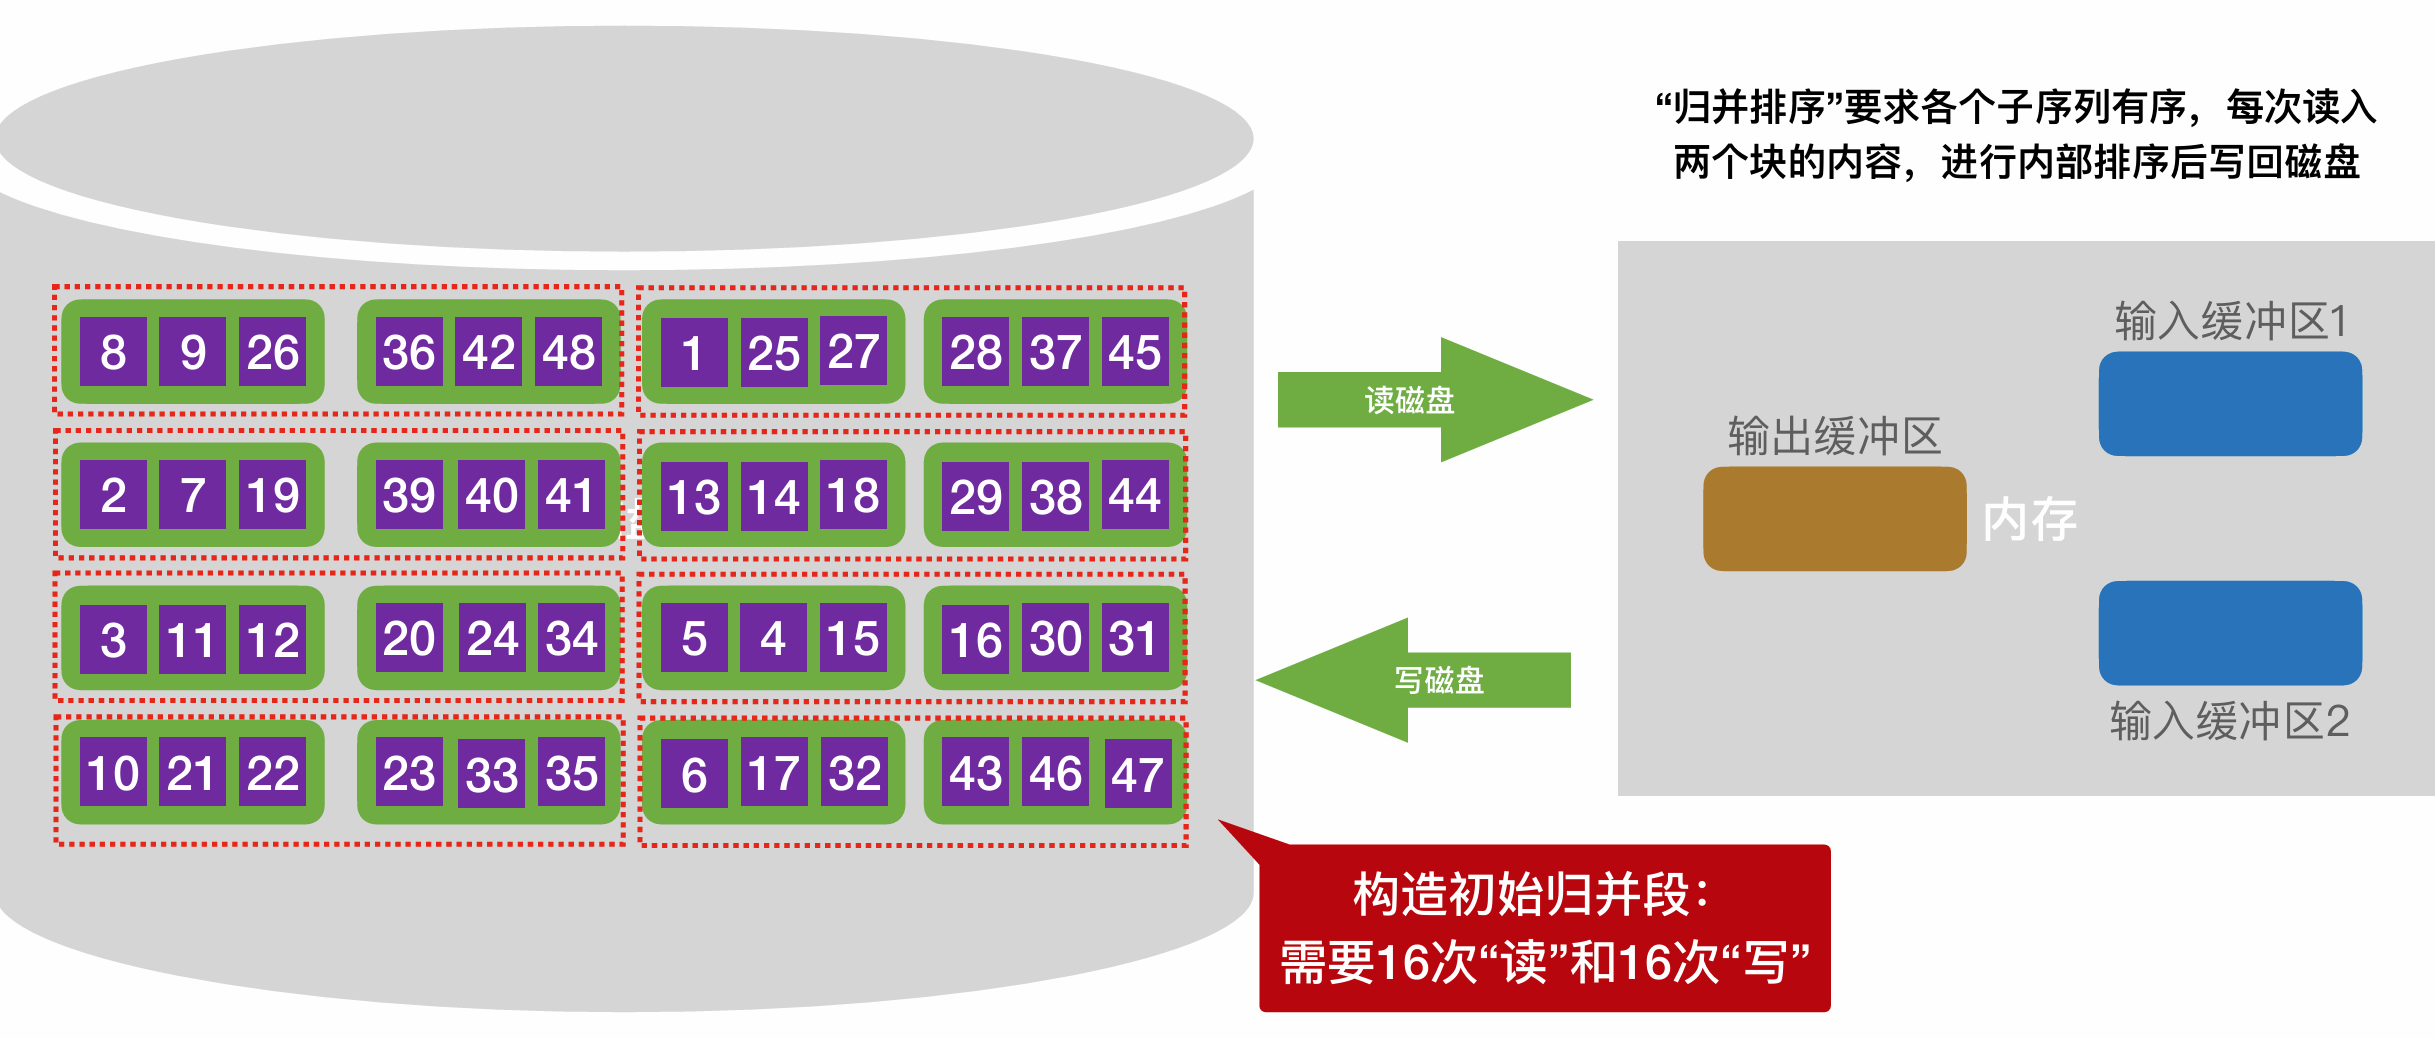 “归并排序”要求各个子序列有序，每次读入
两个块的内容，进行内部排序后写回磁盘
8 9 26 36 42 48 1 25 27 28 37 45
2 7 19 39 40 41 13 14 18 29 38 44
3 11 12 20 24 34 5 4 15 16 30 31
10 21 22 23 33 35 6 17 32 43 46 47
读磁盘
写磁盘
输入缓冲区1
输出缓冲区
内存
输入缓冲区2
构造初始归并段：
需要16次“读”和16次“写”